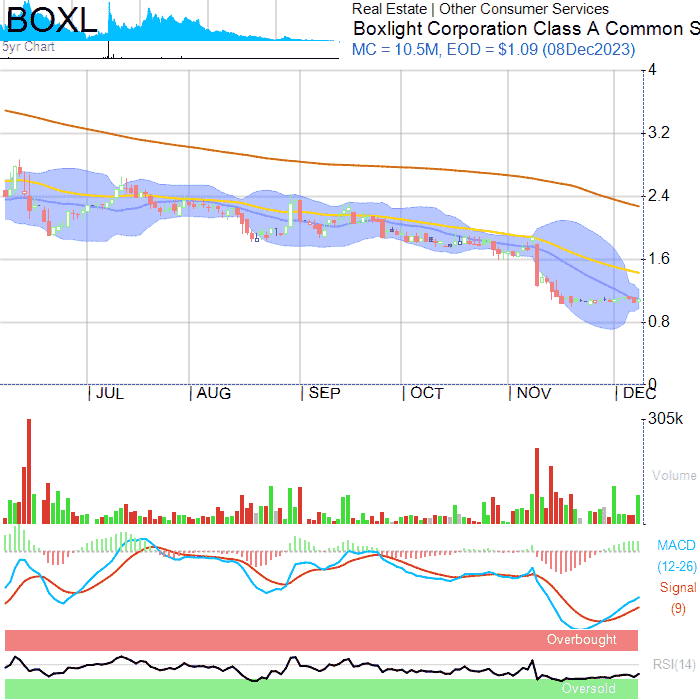 BOXL
Real Estate | Other Consumer Services
Boxlight Corporation Class A Common S
5yr Chart
MC = 10.5M, EOD = $1.09 (08Dec2023)
4
3.2
2.4
1.6
0.8
0
| JUL | AUG | SEP | OCT | NOV | DEC
305k
Volume
MACD
(12-26)
Signal
(9)
Overbought
RSI(14)
Oversold